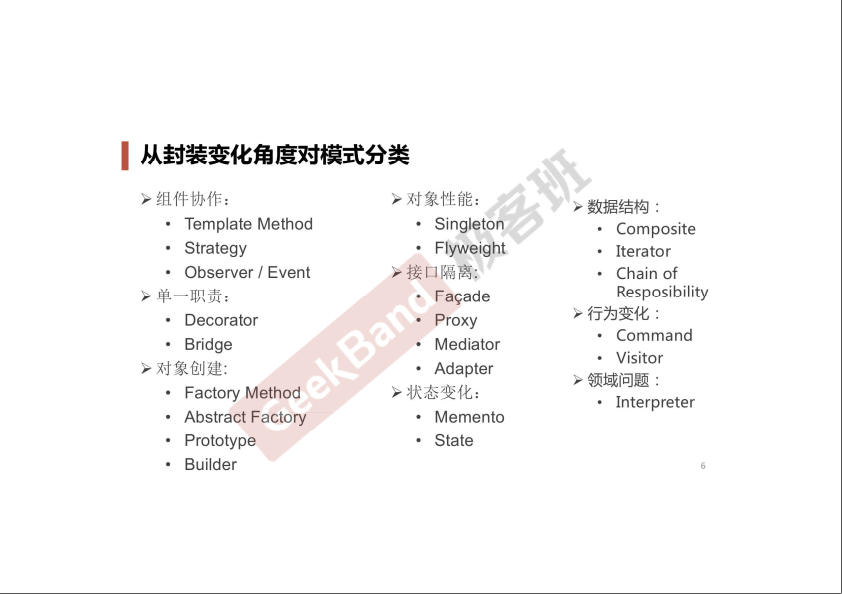 从封装变化角度对模式分类
组件协作：
Template Method
Strategy
Observer / Event
单一职责：
Decorator
Bridge
对象创建:
Factory Method
Abstract Factory
Prototype
Builder
对象性能：
Singleton
Flyweight
接口隔离:
Façade
Proxy
Mediator
Adapter
状态变化：
Memento
State
数据结构：
Composite
Iterator
Chain of
Resposibility
行为变化：
Command
Visitor
领域问题：
Interpreter
GeekBand 极客班
6